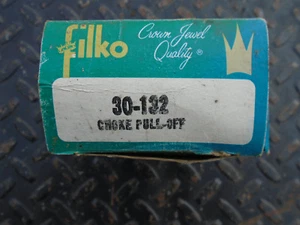 filko
Crown Jewel
Quality®
30-132
CHOKE PULL-OFF